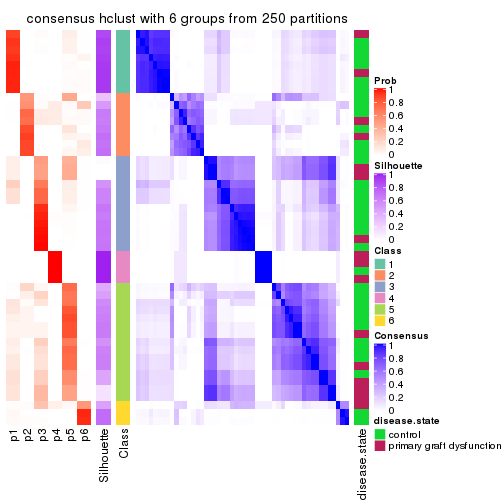 consensus hclust with 6 groups from 250 partitions
Prob
1
0.8
0.6
0.4
0.2
0
Silhouette
1
0.8
0.6
0.4
0.2
0
Class
1
2
3
4
5
6
Consensus
1
0.8
0.6
0.4
0.2
0
disease.state
control
primary graft dysfunction
p1
p2
p3
p4
p5
p6
Silhouette
Class
disease.state